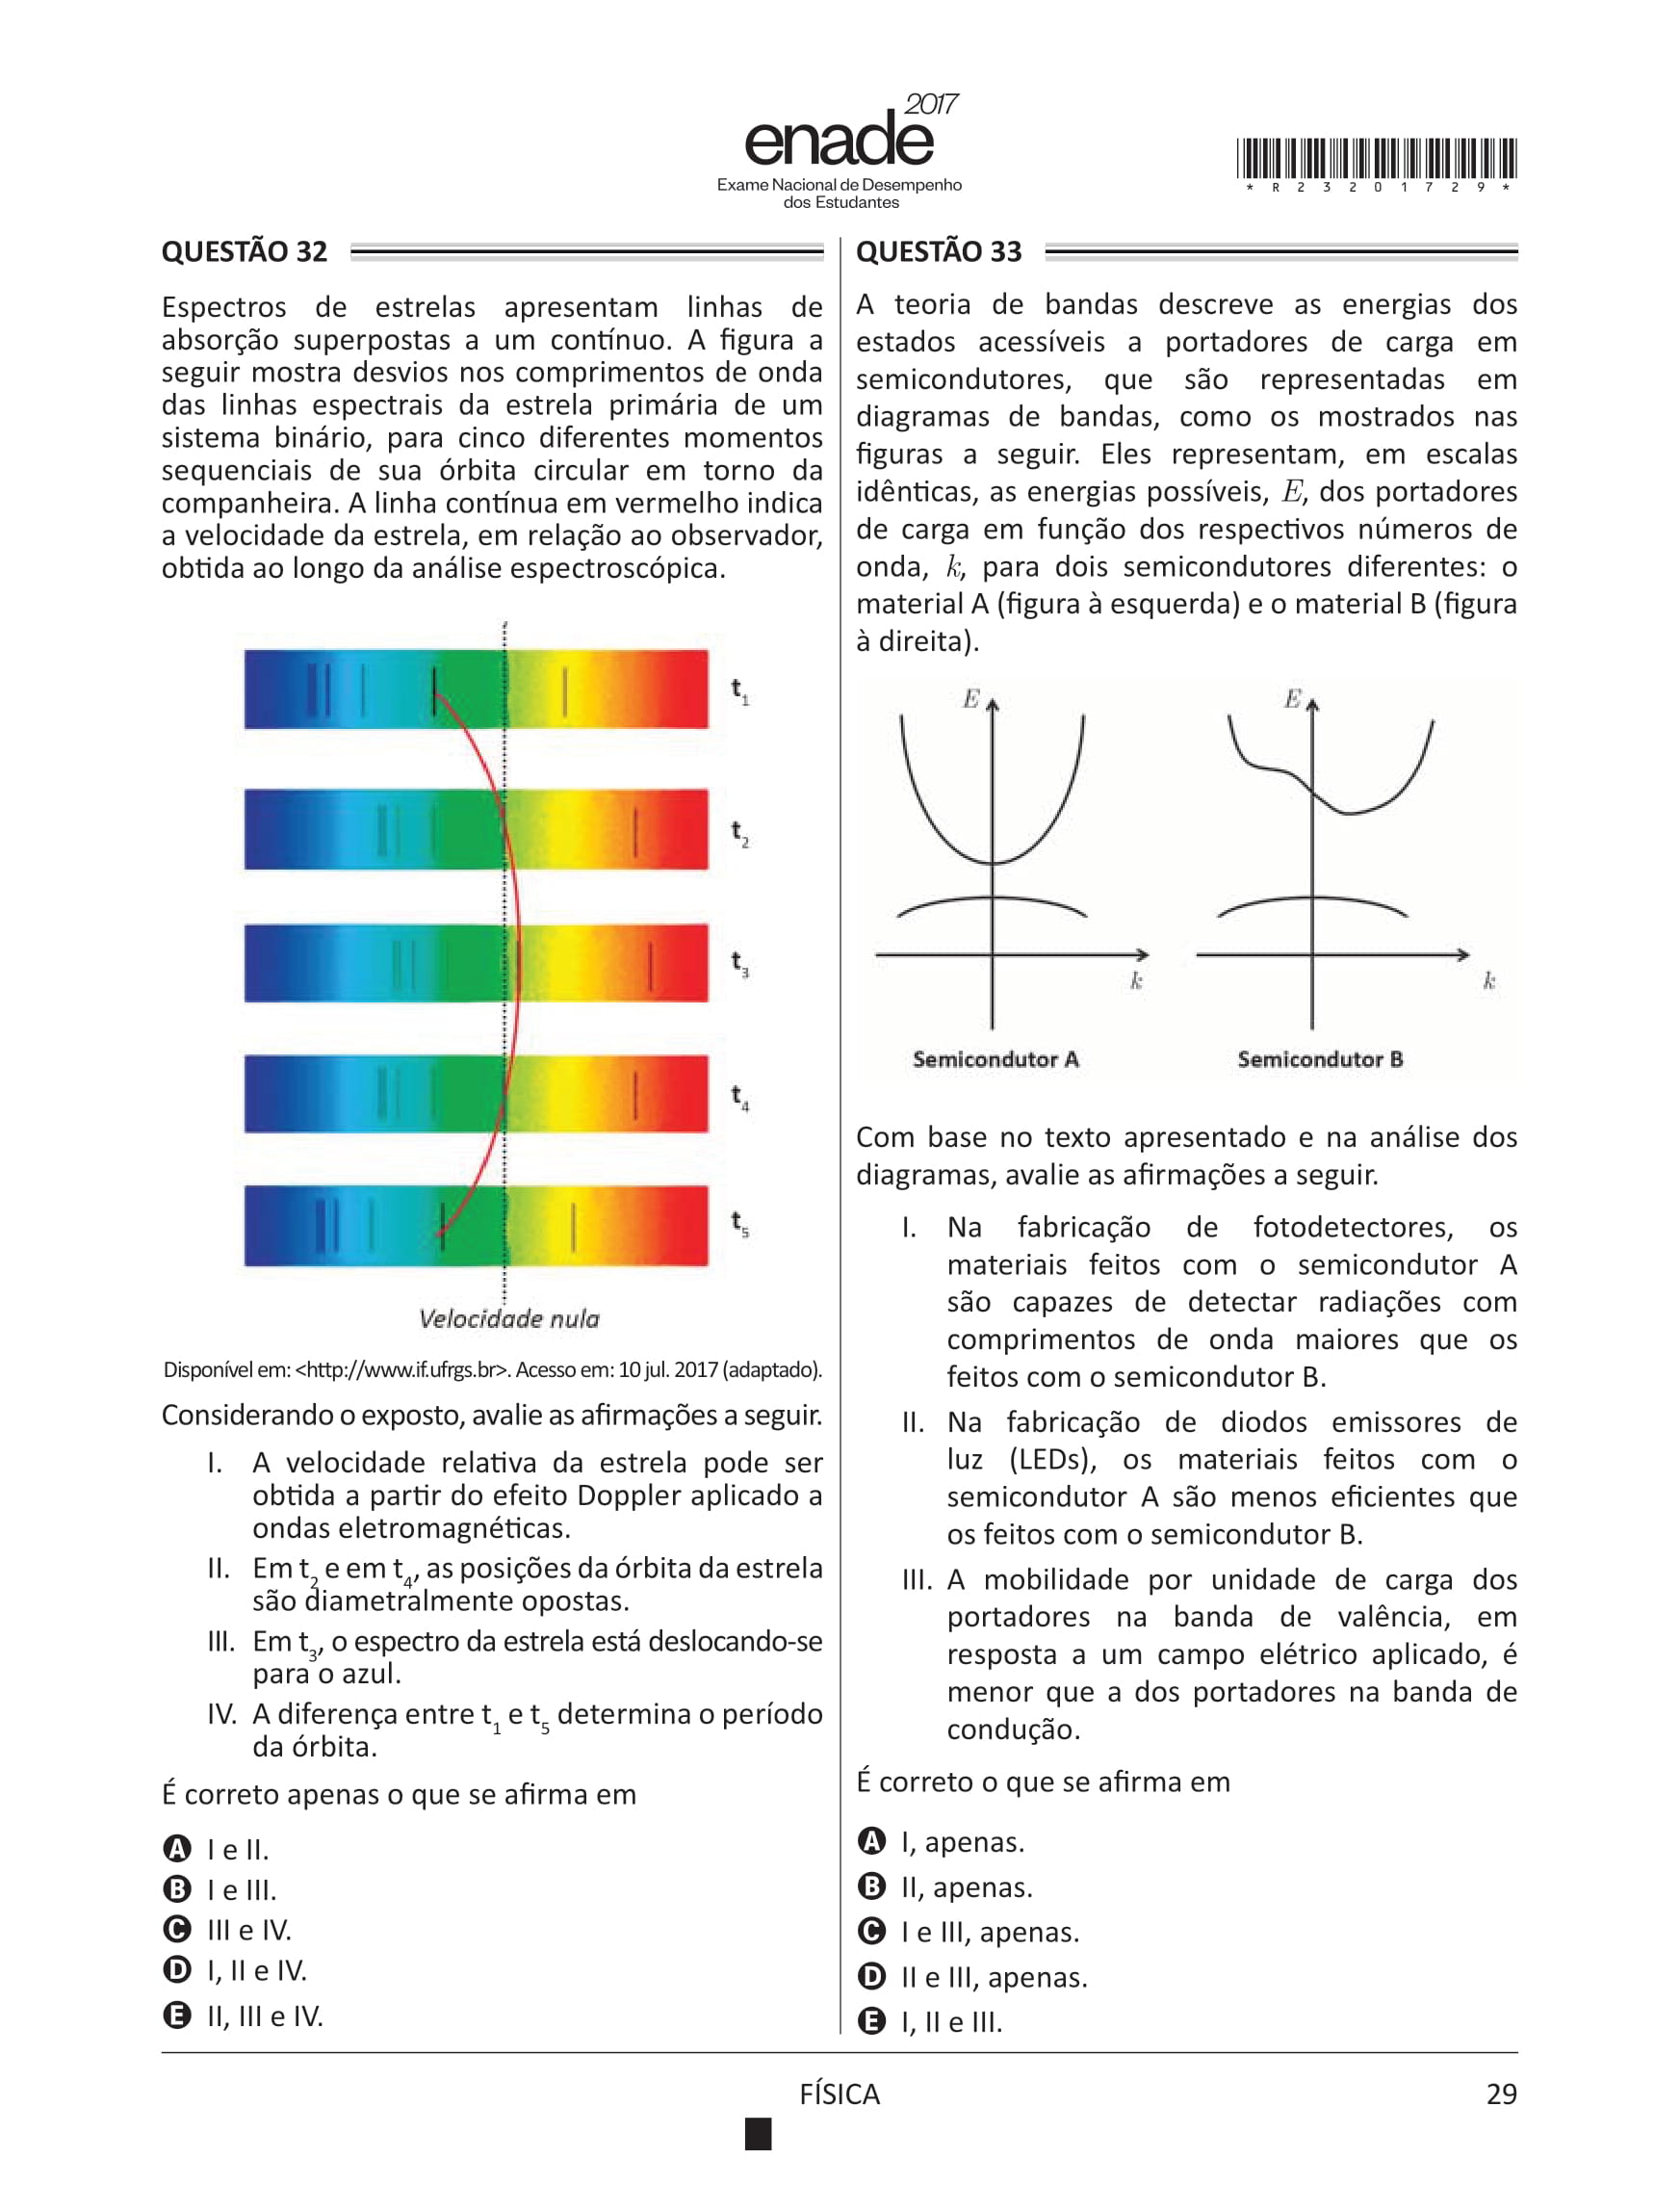 2017
enade
Exame Nacional de Desempenho
dos Estudantes
* R 2 3 2 0 1 7 2 9 *
QUESTÃO 32
Espectros de estrelas apresentam linhas de
absorção superpostas a um contínuo. A figura a
seguir mostra desvios nos comprimentos de onda
das linhas espectrais da estrela primária de um
sistema binário, para cinco diferentes momentos
sequenciais de sua órbita circular em torno da
companheira. A linha contínua em vermelho indica
a velocidade da estrela, em relação ao observador,
obtida ao longo da análise espectroscópica.
t1
t2
t3
t4
t5
Velocidade nula
Disponível em: <http://www.if.ufrgs.br>. Acesso em: 10 jul. 2017 (adaptado).
Considerando o exposto, avalie as afirmações a seguir.
I. A velocidade relativa da estrela pode ser
obtida a partir do efeito Doppler aplicado a
ondas eletromagnéticas.
II. Em t2 e em t4, as posições da órbita da estrela
são diametralmente opostas.
III. Em t3, o espectro da estrela está deslocando-se
para o azul.
IV. A diferença entre t1 e t5 determina o período
da órbita.
É correto apenas o que se afirma em
A I e II.
B I e III.
C III e IV.
D I, II e IV.
E II, III e IV.
QUESTÃO 33
A teoria de bandas descreve as energias dos
estados acessíveis a portadores de carga em
semicondutores, que são representadas em
diagramas de bandas, como os mostrados nas
figuras a seguir. Eles representam, em escalas
idênticas, as energias possíveis, E, dos portadores
de carga em função dos respectivos números de
onda, k, para dois semicondutores diferentes: o
material A (figura à esquerda) e o material B (figura
à direita).
E
k
Semicondutor A
E
k
Semicondutor B
Com base no texto apresentado e na análise dos
diagramas, avalie as afirmações a seguir.
I. Na fabricação de fotodetectores, os
materiais feitos com o semicondutor A
são capazes de detectar radiações com
comprimentos de onda maiores que os
feitos com o semicondutor B.
II. Na fabricação de diodos emissores de
luz (LEDs), os materiais feitos com o
semicondutor A são menos eficientes que
os feitos com o semicondutor B.
III. A mobilidade por unidade de carga dos
portadores na banda de valência, em
resposta a um campo elétrico aplicado, é
menor que a dos portadores na banda de
condução.
É correto o que se afirma em
A I, apenas.
B II, apenas.
C I e III, apenas.
D II e III, apenas.
E I, II e III.
FÍSICA
29